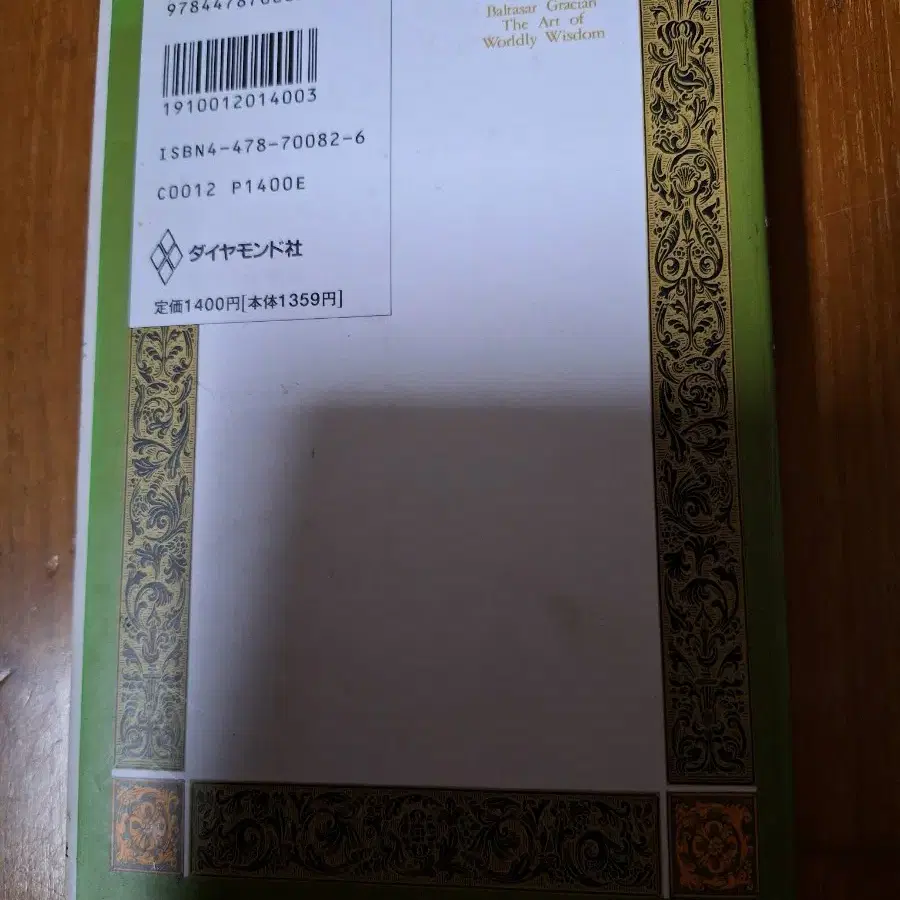 Baltasar Gracian
The Art of
Worldly Wisdom
1910012014003
ISBN4-478-70082-6
C0012 P1400E
ダイヤモンド社
定価1400円[本体1359円]